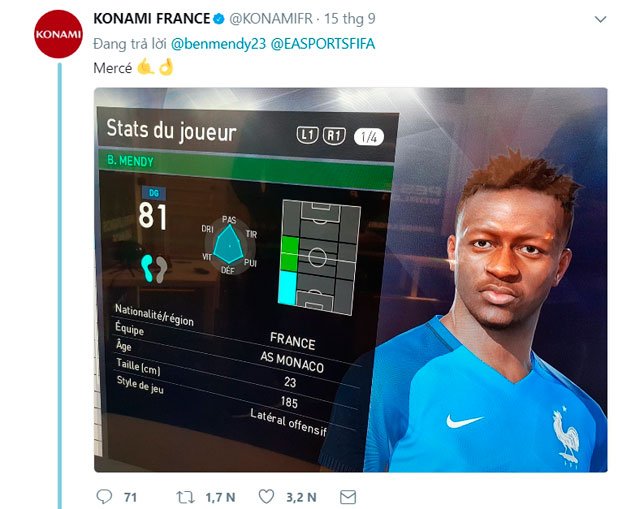 KONAMI FRANCE @KONAMIFR · 15 thg 9
KONAMI
Đang trả lời @benmendy23 @EASPORTSFIFA
Mercé
Stats du joueur L1 R1 1/4
B. MENDY
DG
81
PAS
DRI TIR
VIT PUI
DÉF
Nationalité/région FRANCE
Équipe AS MONACO
Âge 23
Taille (cm) 185
Style de jeu Latéral offensif
71 1,7 N 3,2 N